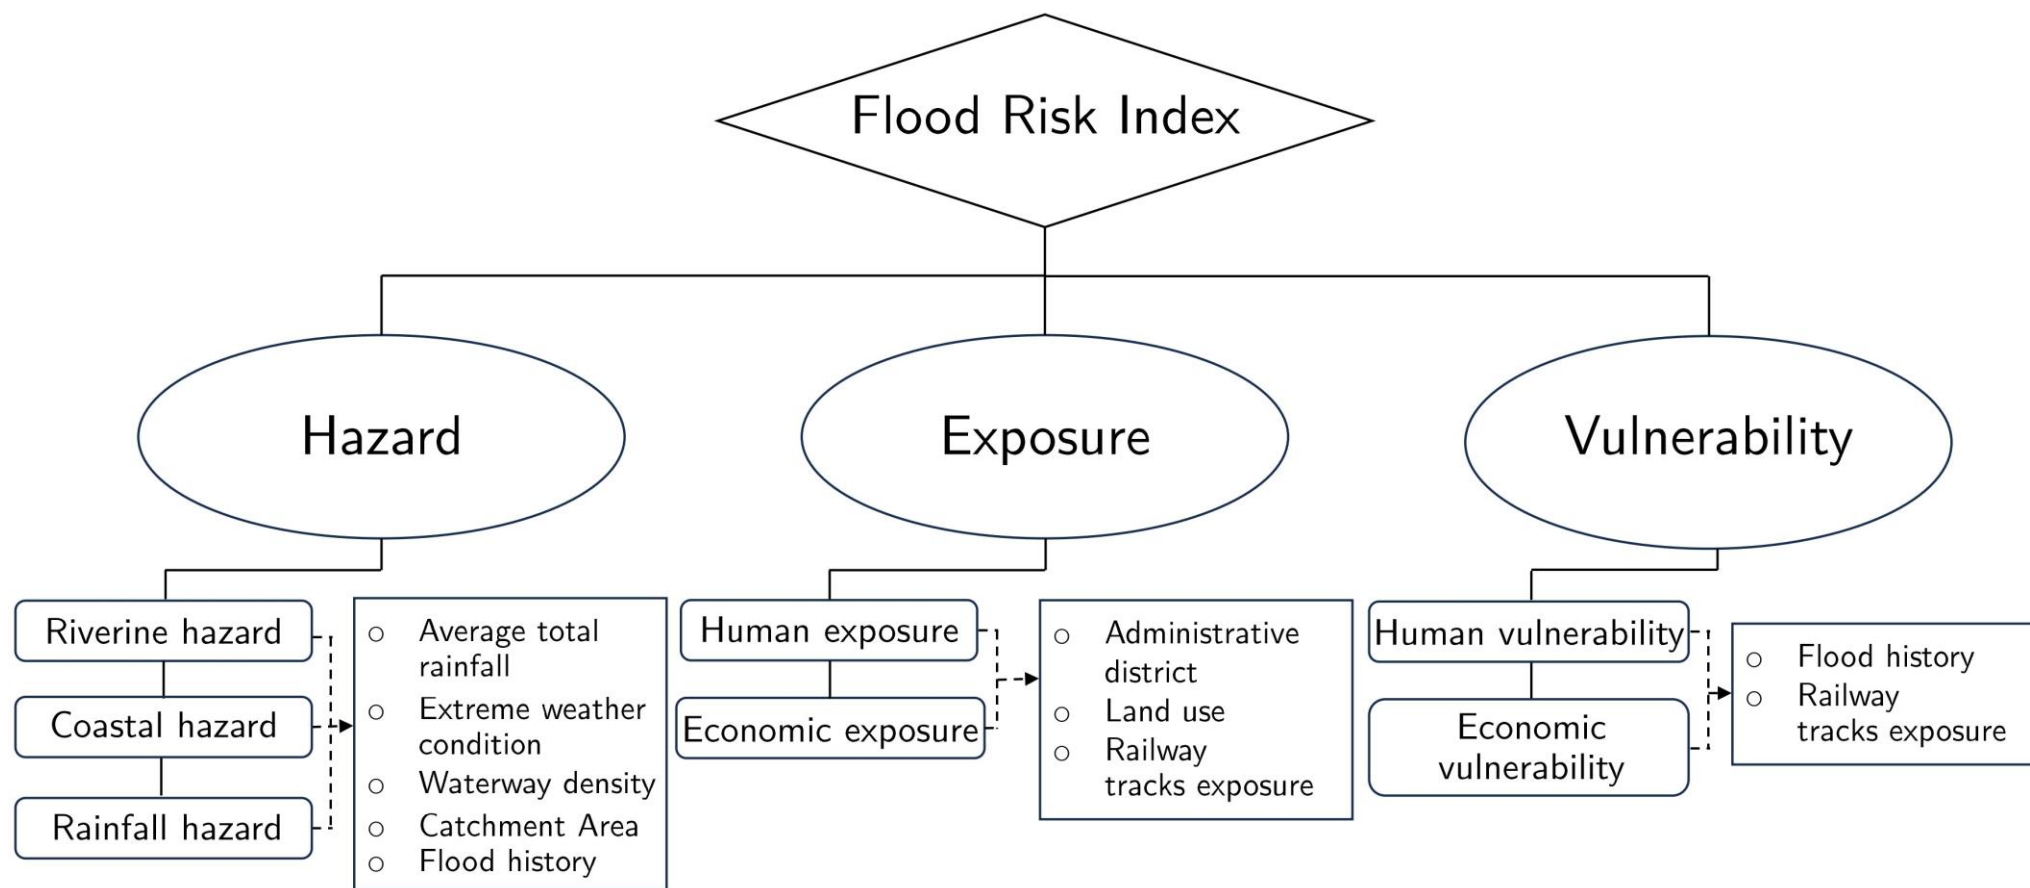 Flood Risk Index
Hazard
Exposure
Vulnerability
Riverine hazard
Coastal hazard
Rainfall hazard
○ Average total
rainfall
○ Extreme weather
condition
○ Waterway density
○ Catchment Area
○ Flood history
Human exposure
Economic exposure
○ Administrative
district
○ Land use
○ Railway
tracks exposure
Human vulnerability
Economic
vulnerability
○ Flood history
○ Railway
tracks exposure